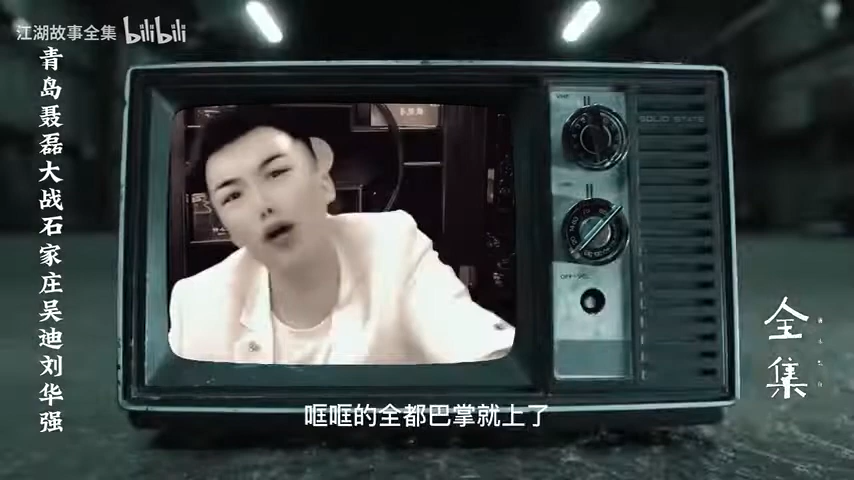 江湖故事全集 bilibili
青岛聂磊大战石家庄吴迪刘华强
SOLID STATE
OFF-VOL
全集
哐哐的全都巴掌就上了